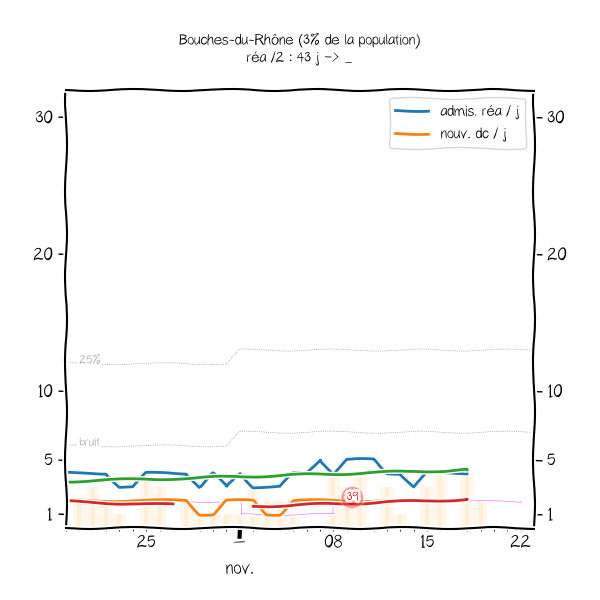 Bouches-du-Rhône (3% de la population)
réa /2 : 43 j -> _
admis. réa / j
nouv. dc / j
30
30
20
20
25%
10
10
bruit
5
5
39
1
1
25
1
08
15
22
nov.